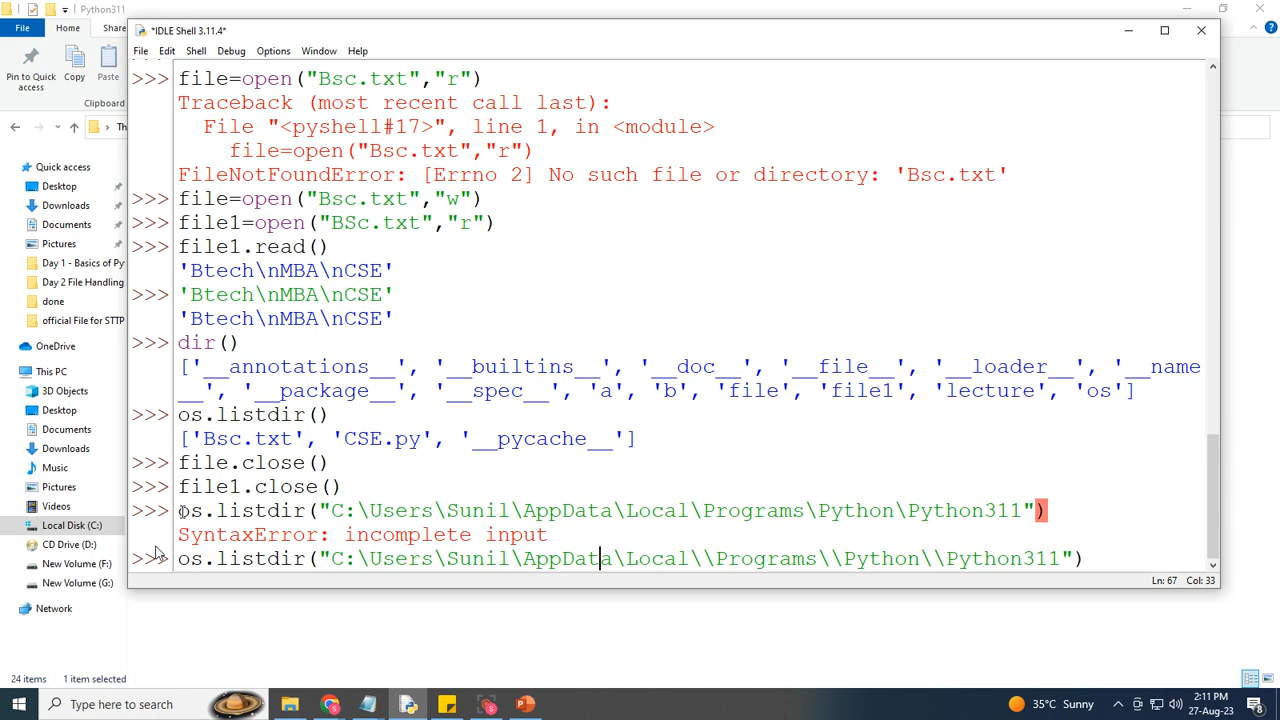 Python311
File
Home
Share
Pin to Quick
access
Copy
Paste
Clipboard
Th
Quick access
Desktop
Downloads
Documents
Pictures
Day 1 - Basics of Py
Day 2 File Handling
done
official File for STTP
OneDrive
This PC
3D Objects
Desktop
Documents
Downloads
Music
Pictures
Videos
Local Disk (C:)
CD Drive (D:)
New Volume (F:)
New Volume (G:)
Network
24 items 1 item selected
*IDLE Shell 3.11.4*
File Edit Shell Debug Options Window Help
>>> file=open("Bsc.txt","r")
Traceback (most recent call last):
  File "<pyshell#17>", line 1, in <module>
    file=open("Bsc.txt","r")
FileNotFoundError: [Errno 2] No such file or directory: 'Bsc.txt'
>>> file=open("Bsc.txt","w")
>>> file1=open("BSc.txt","r")
>>> file1.read()
'Btech\nMBA\nCSE'
>>> 'Btech\nMBA\nCSE'
'Btech\nMBA\nCSE'
>>> dir()
['__annotations__', '__builtins__', '__doc__', '__file__', '__loader__', '__name
__', '__package__', '__spec__', 'a', 'b', 'file', 'file1', 'lecture', 'os']
>>> os.listdir()
['Bsc.txt', 'CSE.py', '__pycache__']
>>> file.close()
>>> file1.close()
>>> os.listdir("C:\Users\Sunil\AppData\Local\Programs\Python\Python311")
SyntaxError: incomplete input
>>> os.listdir("C:\Users\Sunil\AppData\Local\\Programs\\Python\\Python311")
Ln: 67 Col: 33
Type here to search
35°C Sunny
2:11 PM
27-Aug-23
8